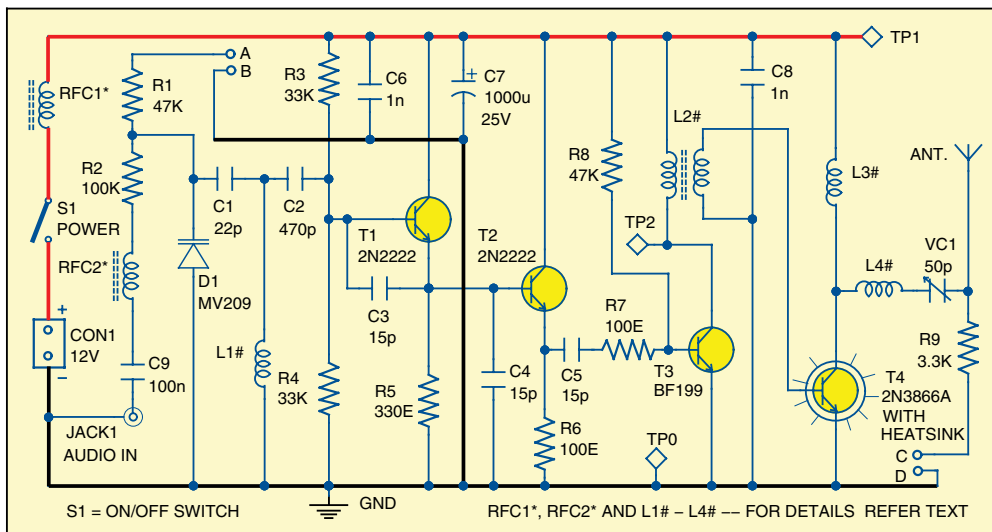 TP1
A
B
RFC1*
R1
47K
R3
33K
C6
1n
C7
1000u
25V
+
C8
1n
L2#
R8
47K
ANT.
R2
100K
L3#
S1
POWER
C1
22p
C2
470p
T1
2N2222
T2
2N2222
TP2
VC1
50p
L4#
RFC2*
D1
MV209
+
CON1
12V
–
C3
15p
R7
100E
R9
3.3K
C9
100n
L1#
R4
33K
R5
330E
C4
15p
C5
15p
T3
BF199
T4
2N3866A
WITH
HEATSINK
JACK1
AUDIO IN
R6
100E
TP0
C
D
S1 = ON/OFF SWITCH
GND
RFC1*, RFC2* AND L1# – L4# –– FOR DETAILS REFER TEXT